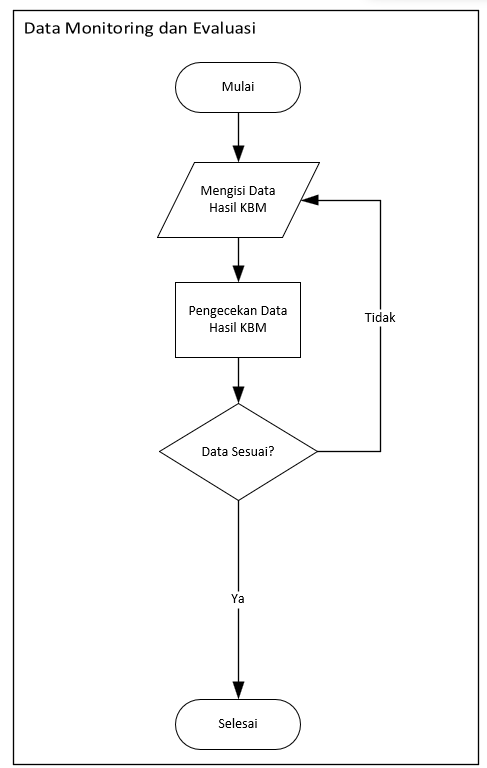 Data Monitoring dan Evaluasi
Mulai
Mengisi Data
Hasil KBM
Pengecekan Data
Hasil KBM
Tidak
Data Sesuai?
Ya
Selesai